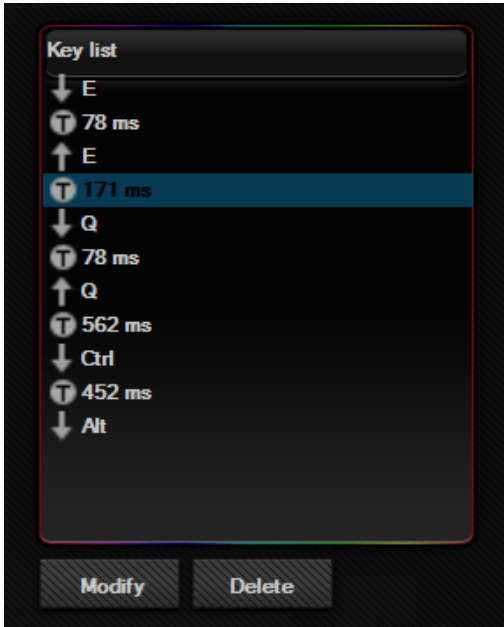 Key list
E
78 ms
E
T 171 ms
Q
78 ms
Q
562 ms
Ctrl
452 ms
Alt
Modify Delete